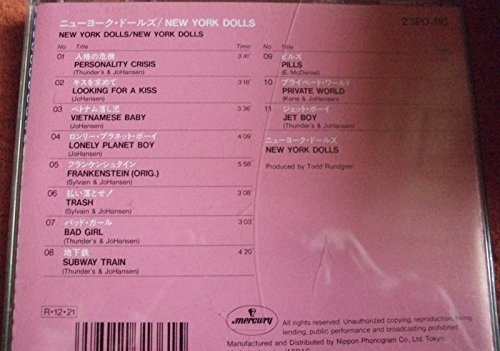 ニューヨーク・ドールズ/NEW YORK DOLLS
23PD-110
NEW YORK DOLLS/NEW YORK DOLLS
No. Title Time
01 人格の危機 3:41
PERSONALITY CRISIS
(Thunder's & JoHansen)
02 キスを求めて 3:18
LOOKING FOR A KISS
(JoHansen)
03 ベトナム落し児 3:38
VIETNAMESE BABY
(JoHansen)
04 ロンリー・プラネット・ボーイ 4:09
LONELY PLANET BOY
(JoHansen)
05 フランケンシュタイン 5:58
FRANKENSTEIN (ORIG.)
(Sylvain & JoHansen)
06 払い落とせ! 3:08
TRASH
(Sylvain & JoHansen)
07 バッド・ガール 3:03
BAD GIRL
(Thunder's & JoHansen)
08 地下鉄 4:20
SUBWAY TRAIN
(Thunder's & JoHansen)
No. Title
09 ピルズ
PILLS
(E. McDaniel)
10 プライベート・ワールド
PRIVATE WORLD
(Kane & JoHansen)
11 ジェット・ボーイ
JET BOY
(Thunder's & JoHansen)
ニューヨーク・ドールズ
NEW YORK DOLLS
Produced by Todd Rundgren
R・12・21
mercury
All rights reserved. Unauthorized copying, reproduction, hiring,
lending, public performance and broadcasting prohibited.
Manufactured and Distributed by Nippon Phonogram Co., Ltd. Tokyo.
JASRAC